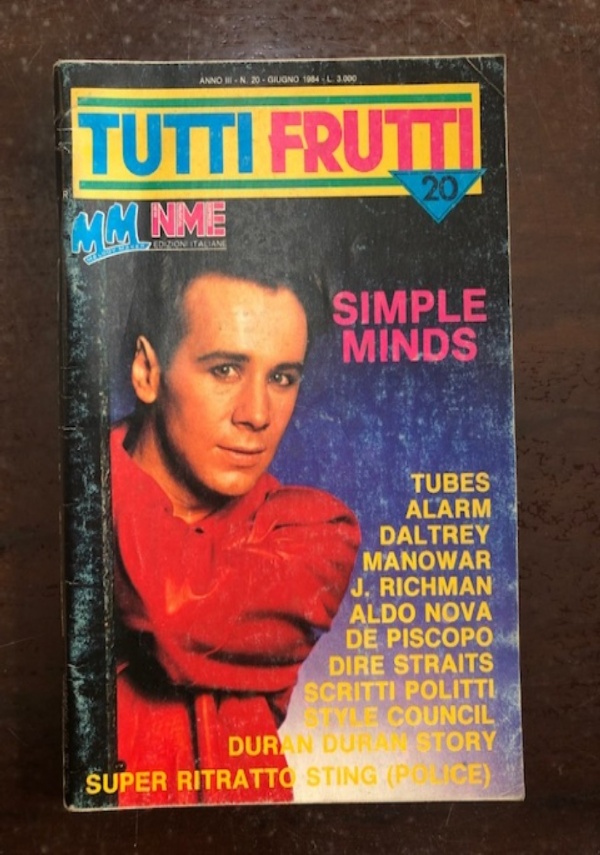 ANNO III - N. 20 - GIUGNO 1984 - L. 3.000
TUTTI FRUTTI
20
MM NME
MELODY MAKER EDIZIONI ITALIANE
SIMPLE
MINDS
TUBES
ALARM
DALTREY
MANOWAR
J. RICHMAN
ALDO NOVA
DE PISCOPO
DIRE STRAITS
SCRITTI POLITTI
STYLE COUNCIL
DURAN DURAN STORY
SUPER RITRATTO STING (POLICE)